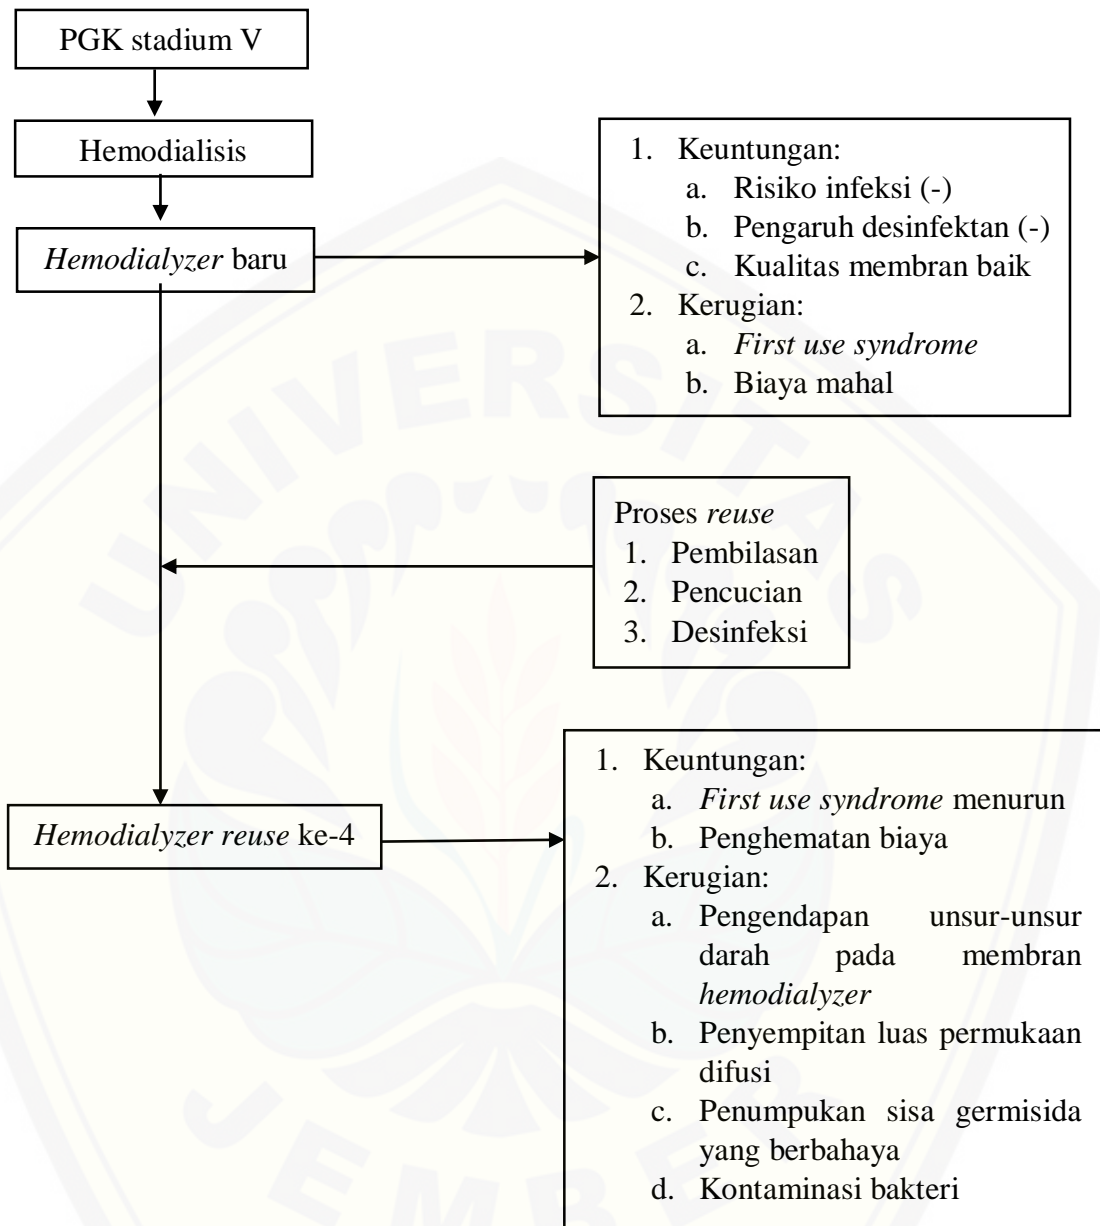 PGK stadium V
Hemodialisis
Hemodialyzer baru
1. Keuntungan:
a. Risiko infeksi (-)
b. Pengaruh desinfektan (-)
c. Kualitas membran baik
2. Kerugian:
a. First use syndrome
b. Biaya mahal
Proses reuse
1. Pembilasan
2. Pencucian
3. Desinfeksi
Hemodialyzer reuse ke-4
1. Keuntungan:
a. First use syndrome menurun
b. Penghematan biaya
2. Kerugian:
a. Pengendapan unsur-unsur
darah pada membran
hemodialyzer
b. Penyempitan luas permukaan
difusi
c. Penumpukan sisa germisida
yang berbahaya
d. Kontaminasi bakteri
UNIVERSITAS
JEMBER